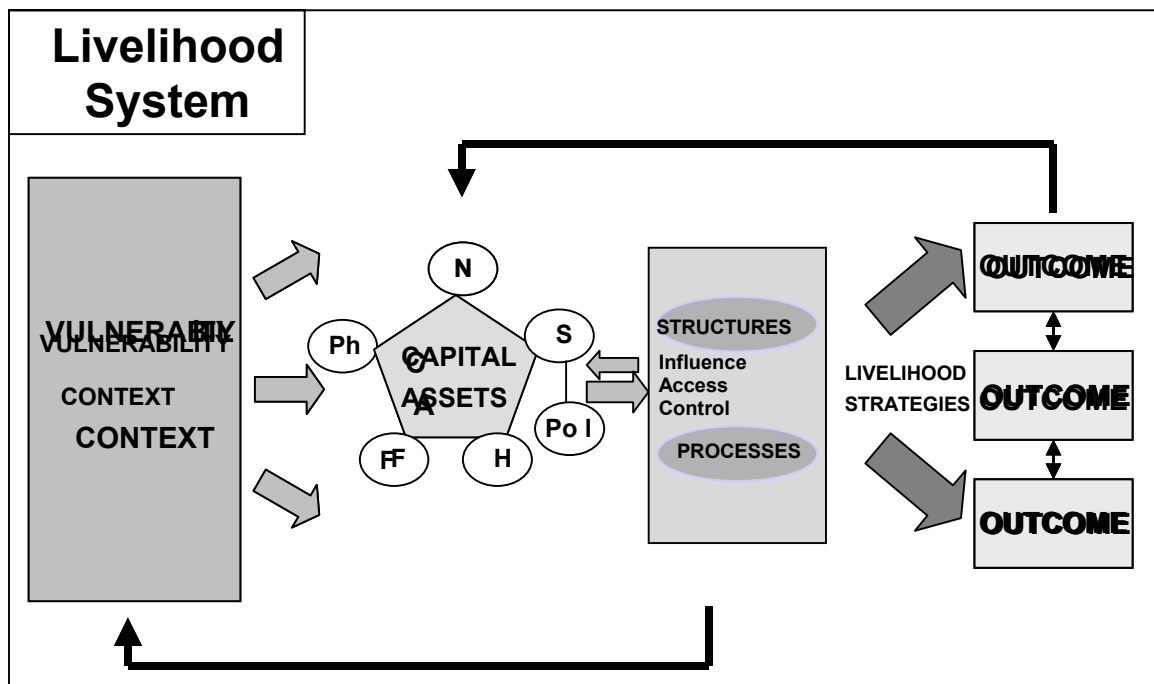 Livelihood
System
VULNERABILITY
CONTEXT
CONTEXT
N
Ph
S
CAPITAL
ASSETS
Po l
F
H
STRUCTURES
Influence
Access
Control
PROCESSES
LIVELIHOOD
STRATEGIES
OUTCOME
OUTCOME
OUTCOME